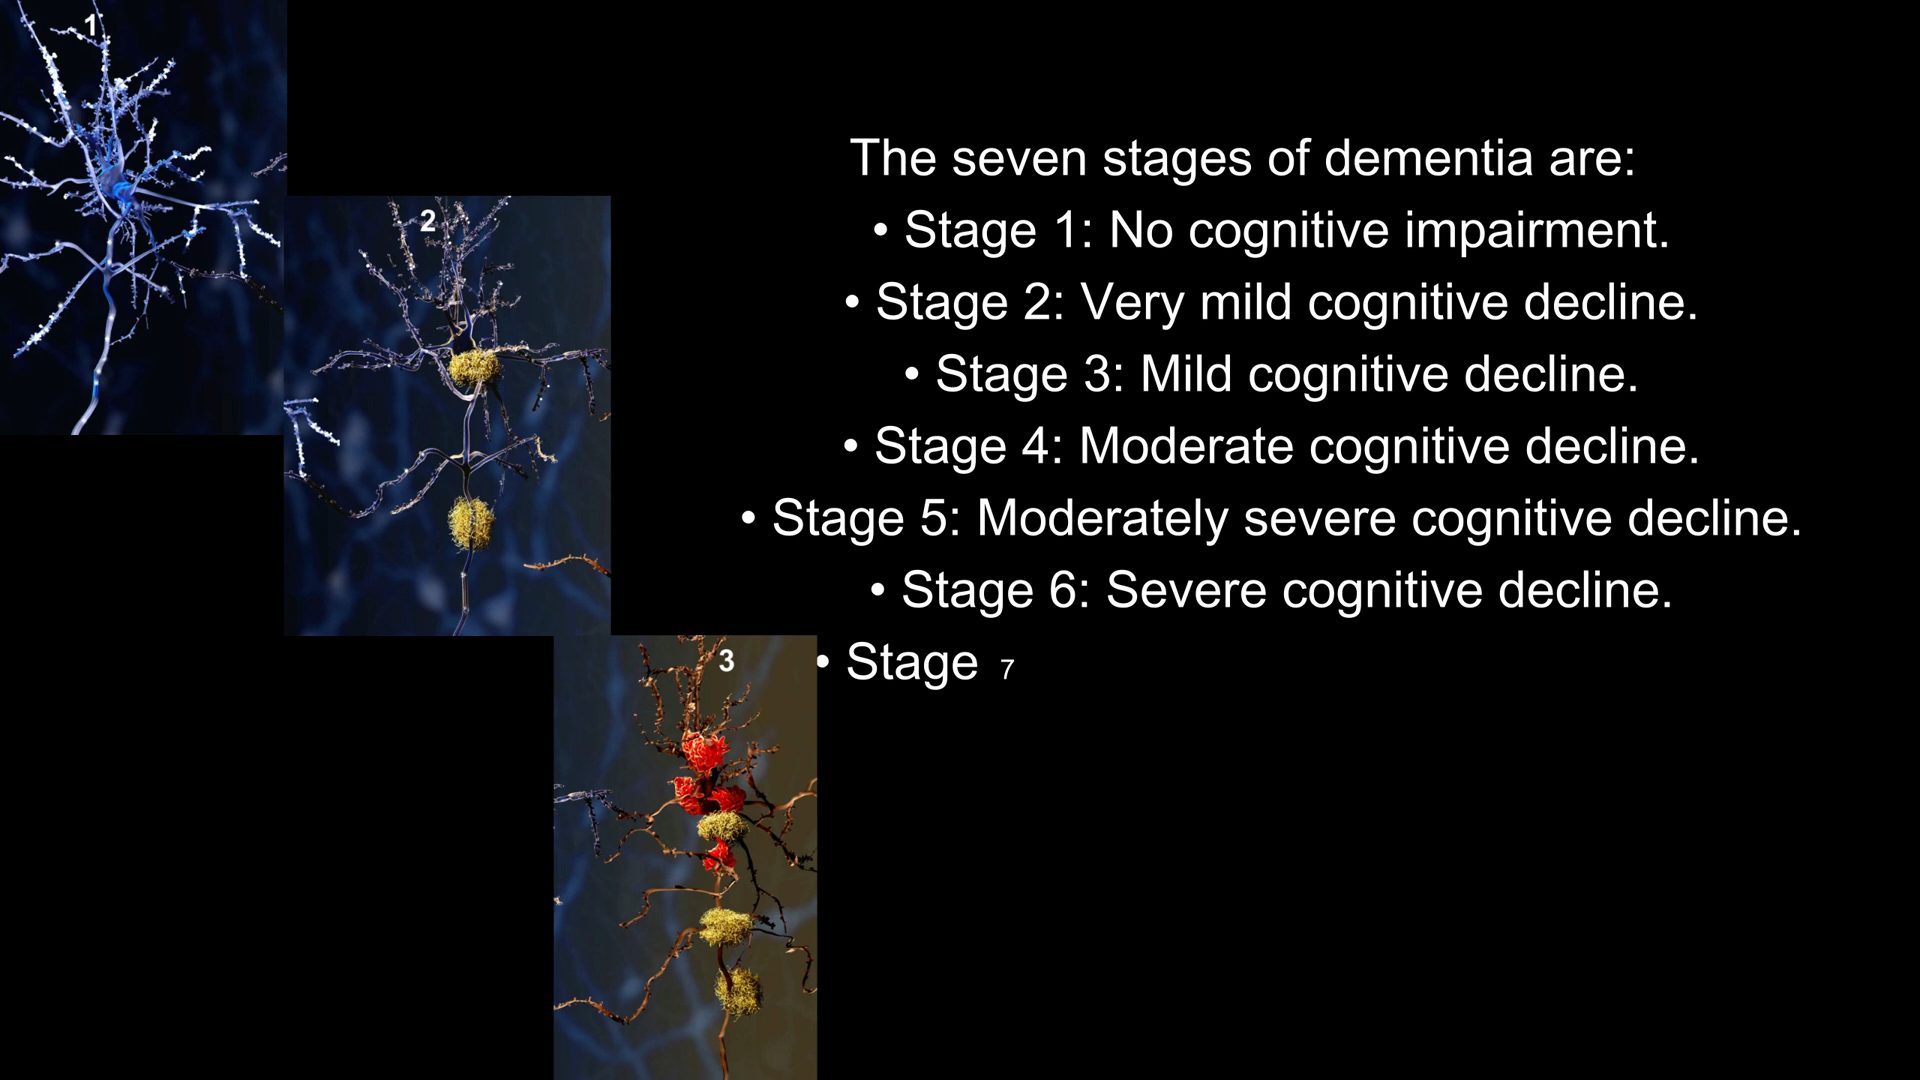 1
2
3
The seven stages of dementia are:
• Stage 1: No cognitive impairment.
• Stage 2: Very mild cognitive decline.
• Stage 3: Mild cognitive decline.
• Stage 4: Moderate cognitive decline.
• Stage 5: Moderately severe cognitive decline.
• Stage 6: Severe cognitive decline.
• Stage 7